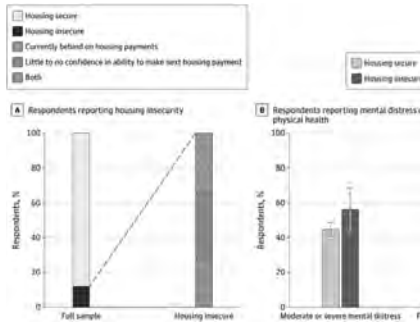 Housing secure
Housing insecure
Currently behind on housing payments
Little to no confidence in ability to make next housing payment
Both
Housing secure
Housing insecure
A Respondents reporting housing insecurity
B Respondents reporting mental distress
physical health
100
80
60
40
20
0
Respondents, %
Full sample
Housing insecure
100
80
60
40
20
0
Respondents, %
Moderate or severe mental distress